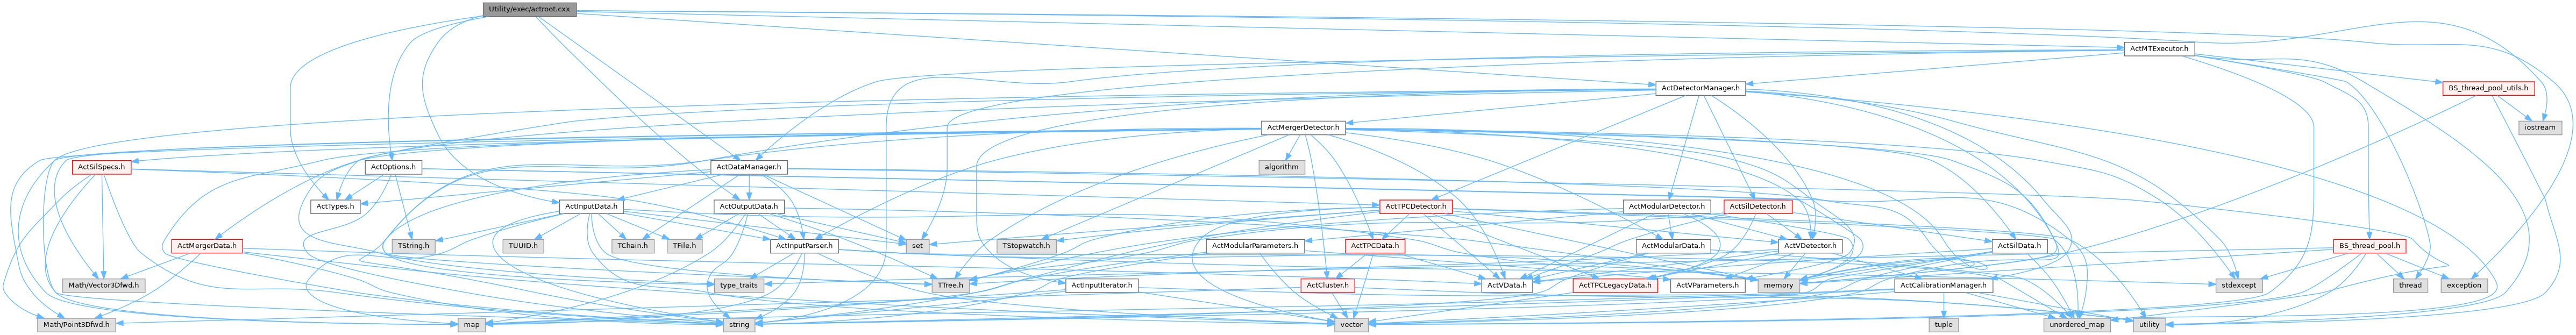 Utility/exec/actroot.cxx
ActMTExecutor.h
ActDetectorManager.h
BS_thread_pool_utils.h
ActMergerDetector.h
iostream
ActSilSpecs.h
ActOptions.h
ActDataManager.h
algorithm
ActTypes.h
ActInputData.h
ActOutputData.h
ActTPCDetector.h
ActModularDetector.h
ActSilDetector.h
ActMergerData.h
TString.h
TUUID.h
TChain.h
TFile.h
ActInputParser.h
set
TStopwatch.h
ActModularParameters.h
ActTPCData.h
ActModularData.h
ActVDetector.h
ActSilData.h
BS_thread_pool.h
Math/Vector3Dfwd.h
type_traits
TTree.h
ActInputIterator.h
ActCluster.h
ActVData.h
ActTPCLegacyData.h
ActVParameters.h
memory
ActCalibrationManager.h
stdexcept
thread
exception
Math/Point3Dfwd.h
map
string
vector
tuple
unordered_map
utility